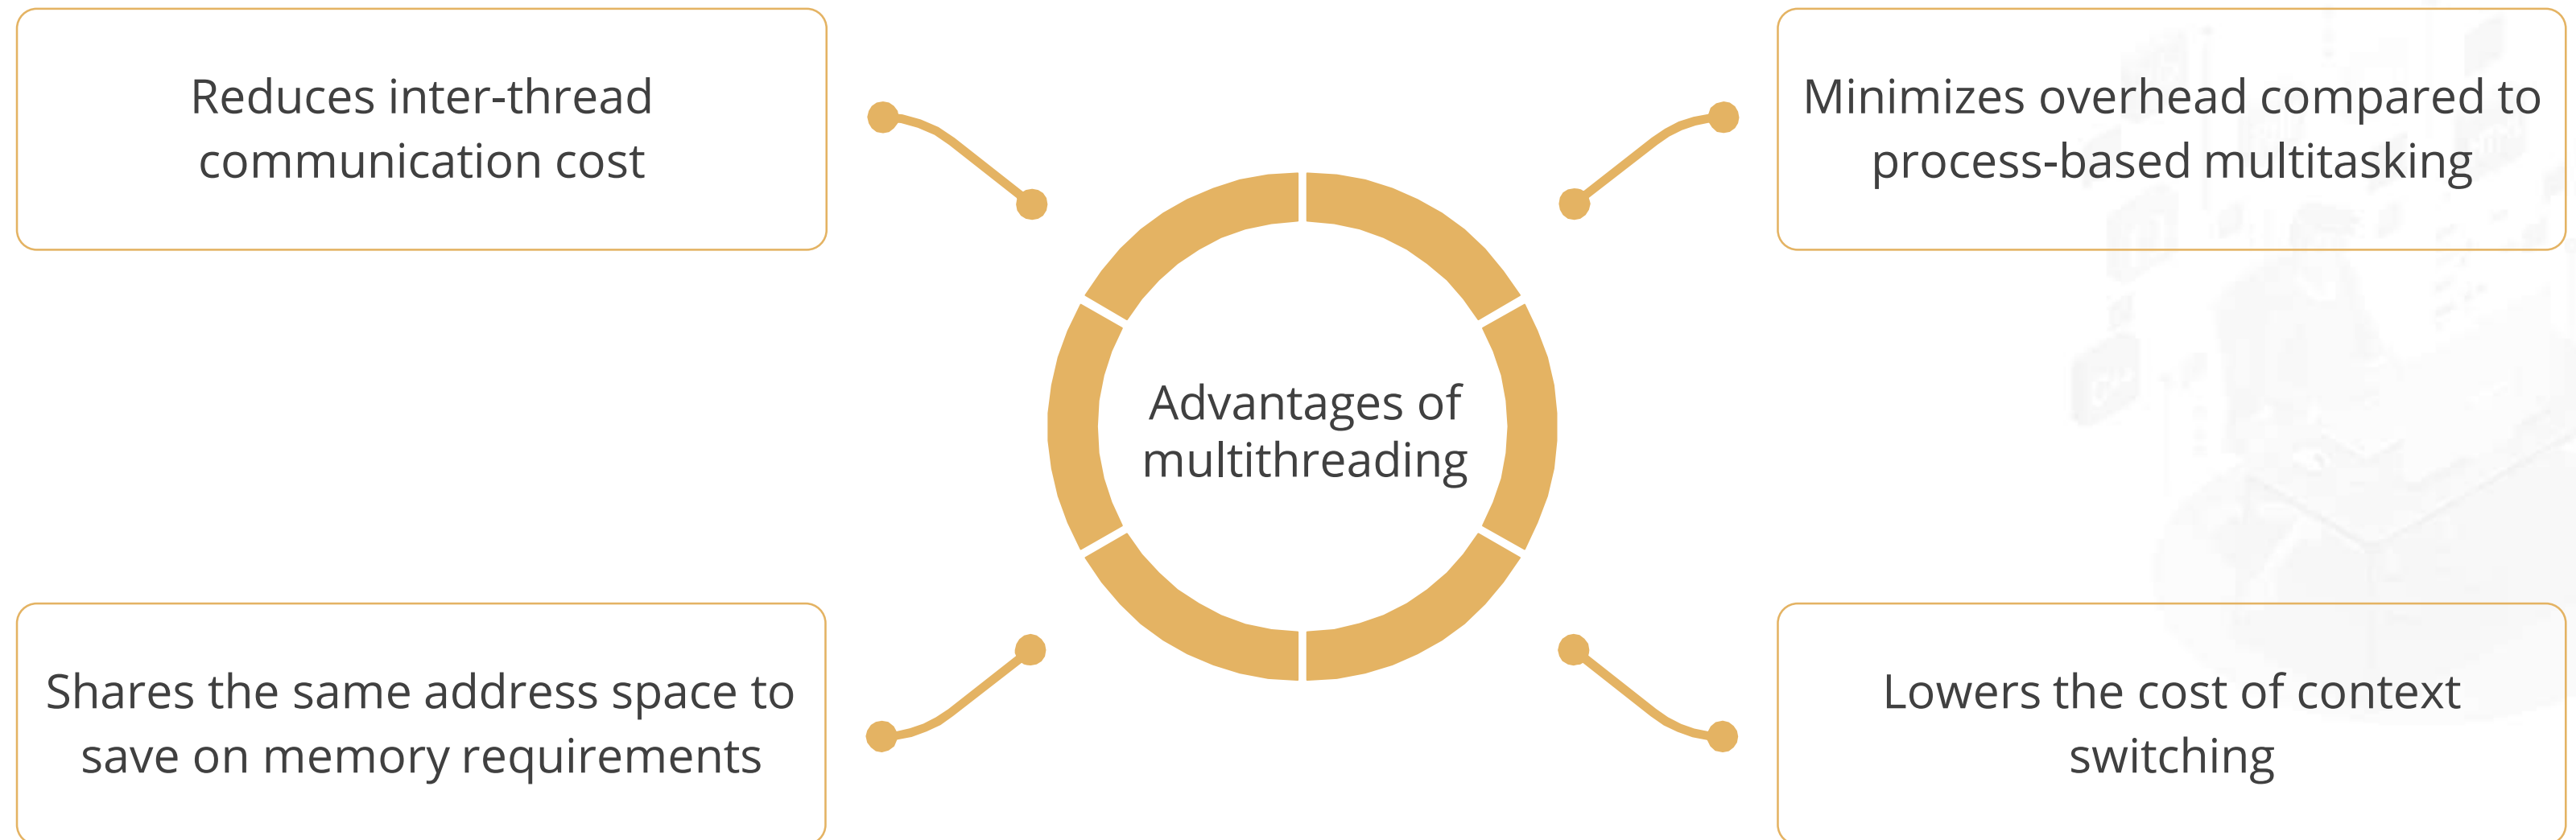 Reduces inter-thread
communication cost
Minimizes overhead compared to
process-based multitasking
Advantages of
multithreading
Shares the same address space to
save on memory requirements
Lowers the cost of context
switching